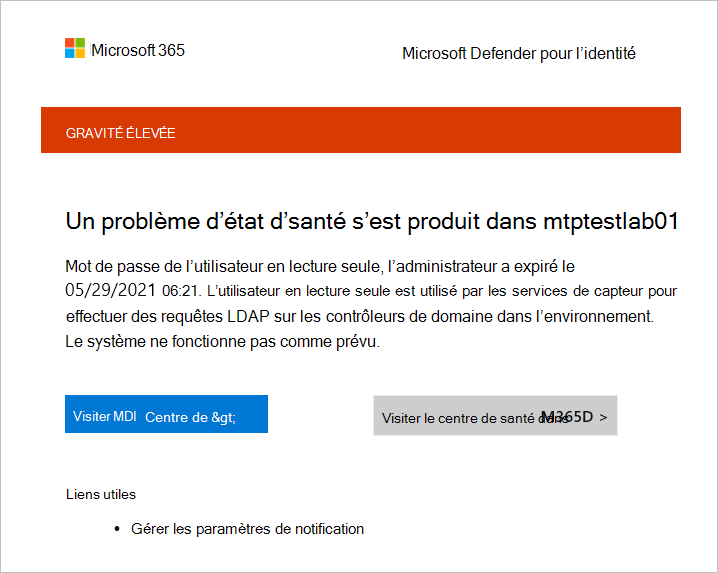 Microsoft 365
Microsoft Defender pour l’identité
GRAVITÉ ÉLEVÉE
Un problème d’état d’santé s’est produit dans mtptestlab01
Mot de passe de l’utilisateur en lecture seule, l’administrateur a expiré le
05/29/2021 06:21. L’utilisateur en lecture seule est utilisé par les services de capteur pour
effectuer des requêtes LDAP sur les contrôleurs de domaine dans l’environnement.
Le système ne fonctionne pas comme prévu.
Visiter MDI Centre de &gt;
Visiter le centre de santé dans M365D >
Liens utiles
• Gérer les paramètres de notification